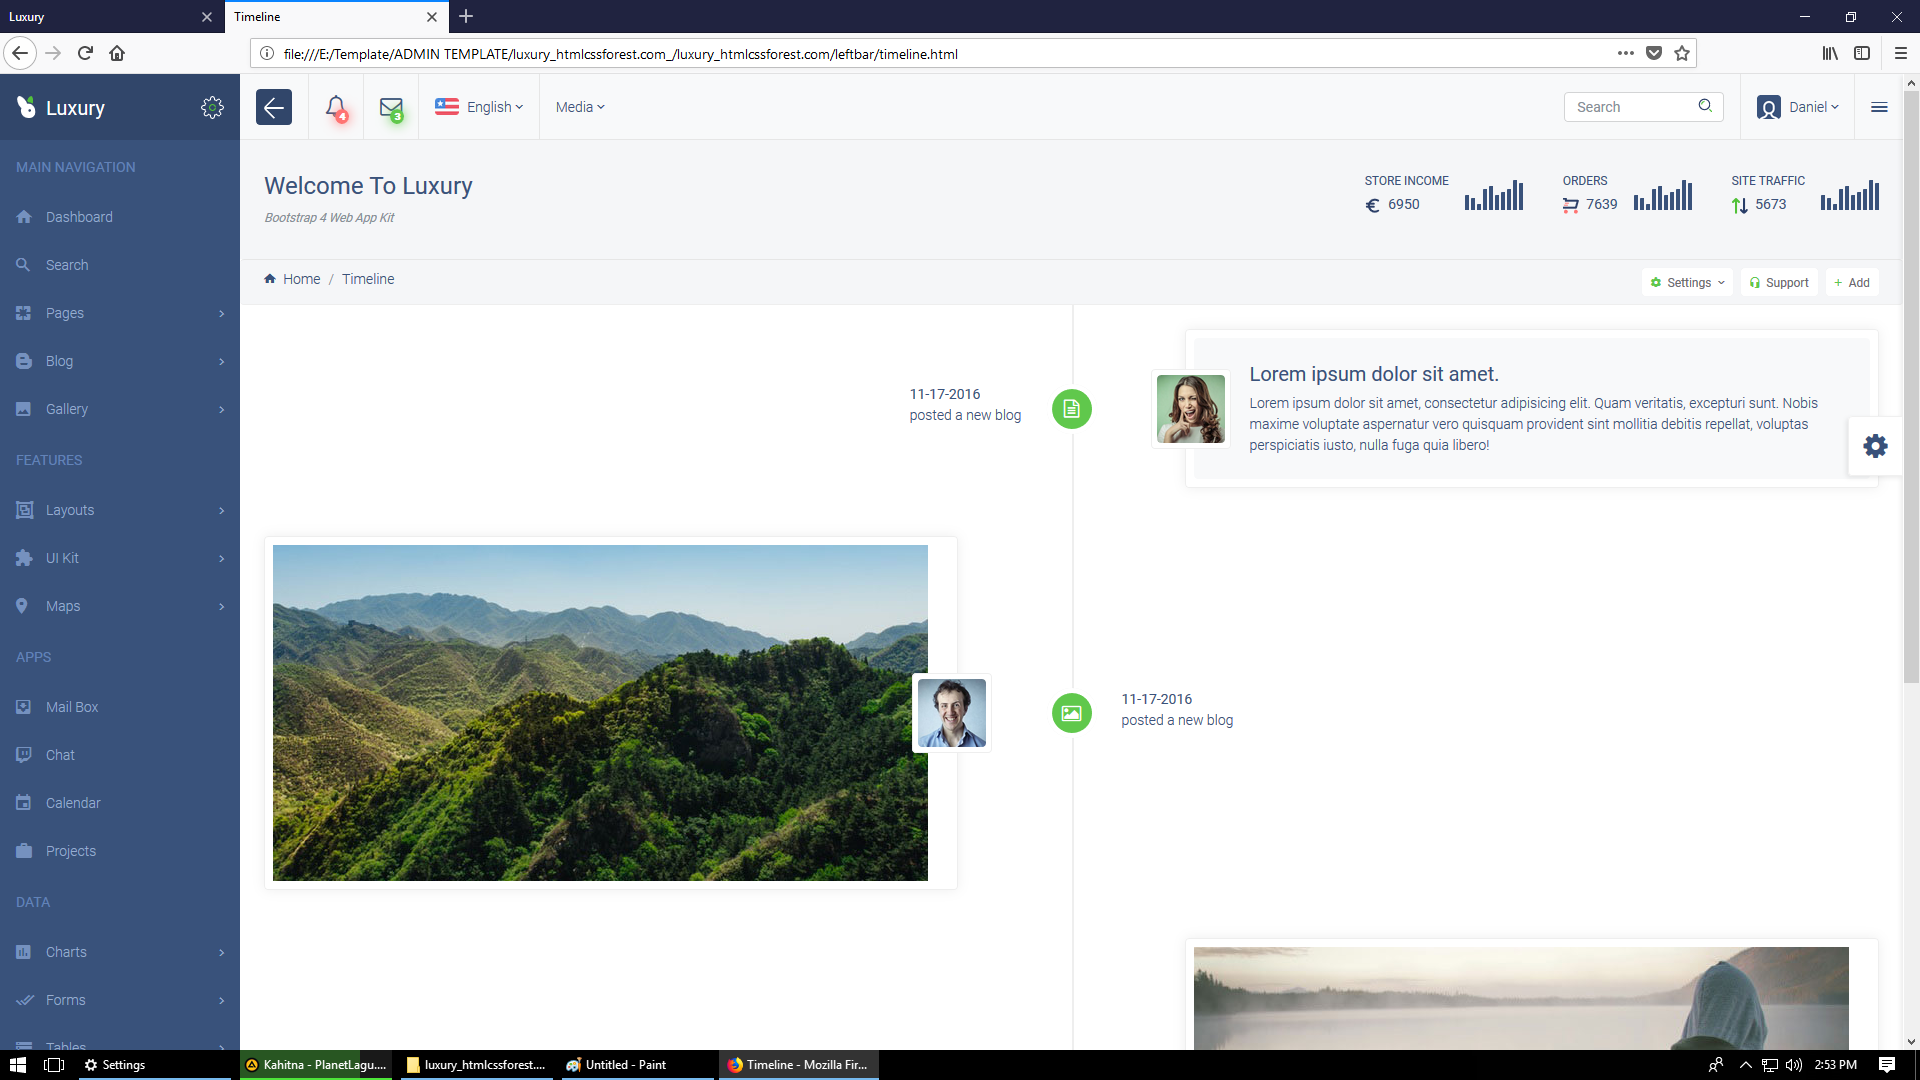 Luxury
Timeline
file:///E:/Template/ADMIN TEMPLATE/luxury_htmlcssforest.com_/luxury_htmlcssforest.com/leftbar/timeline.html
Luxury
4
3
English
Media
Search
Daniel
MAIN NAVIGATION
Dashboard
Search
Pages
Blog
Gallery
FEATURES
Layouts
UI Kit
Maps
APPS
Mail Box
Chat
Calendar
Projects
DATA
Charts
Forms
Tables
Welcome To Luxury
Bootstrap 4 Web App Kit
STORE INCOME
€ 6950
ORDERS
7639
SITE TRAFFIC
5673
Home / Timeline
Settings
Support
+ Add
11-17-2016
posted a new blog
Lorem ipsum dolor sit amet.
Lorem ipsum dolor sit amet, consectetur adipisicing elit. Quam veritatis, excepturi sunt. Nobis
maxime voluptate aspernatur vero quisquam provident sint mollitia debitis repellat, voluptas
perspiciatis iusto, nulla fuga quia libero!
11-17-2016
posted a new blog
Settings
Kahitna - PlanetLagu....
luxury_htmlcssforest....
Untitled - Paint
Timeline - Mozilla Fir...
2:53 PM